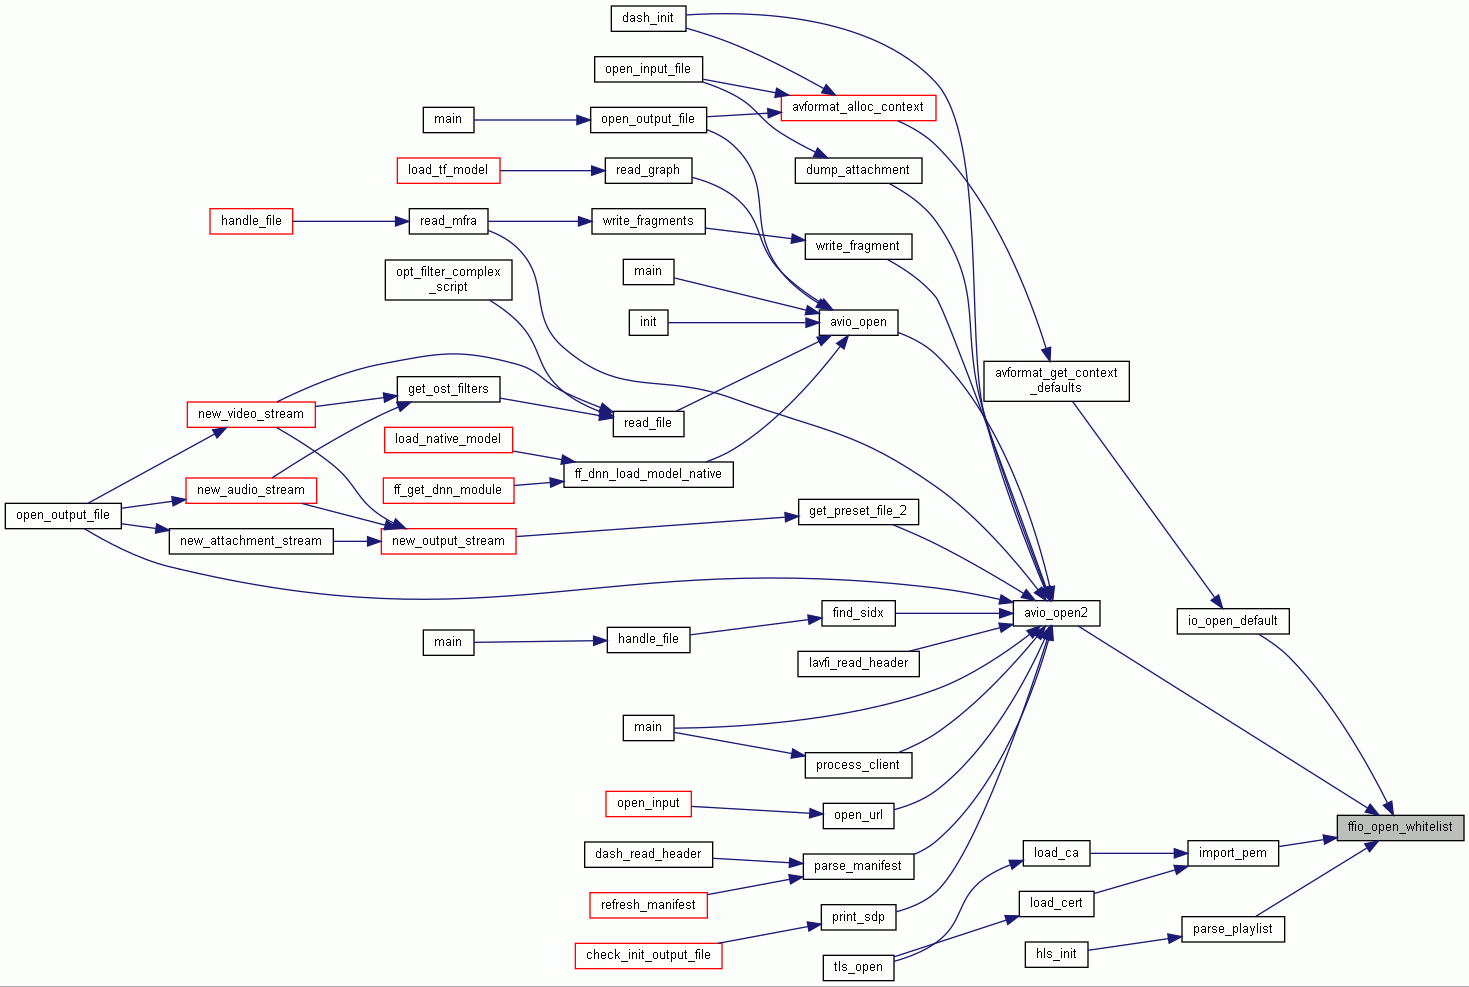 dash_init
open_input_file
avformat_alloc_context
main
open_output_file
load_tf_model
read_graph
dump_attachment
handle_file
read_mfra
write_fragments
write_fragment
opt_filter_complex
_script
main
init
avio_open
avformat_get_context
_defaults
get_ost_filters
new_video_stream
read_file
load_native_model
ff_dnn_load_model_native
new_audio_stream
ff_get_dnn_module
open_output_file
get_preset_file_2
new_attachment_stream
new_output_stream
find_sidx
avio_open2
io_open_default
main
handle_file
lavfi_read_header
main
process_client
open_input
open_url
ffio_open_whitelist
dash_read_header
parse_manifest
load_ca
import_pem
refresh_manifest
print_sdp
load_cert
parse_playlist
check_init_output_file
tls_open
hls_init